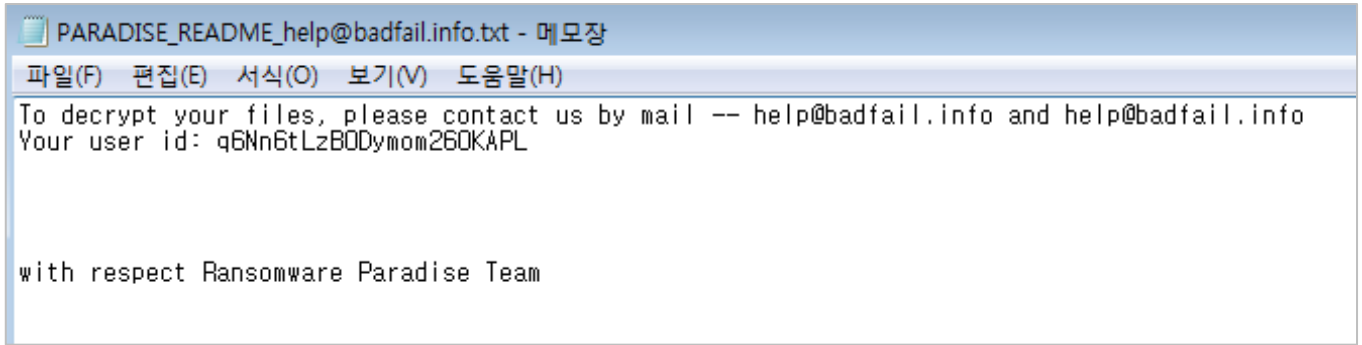 PARADISE_README_help@badfail.info.txt - 메모장
파일(F) 편집(E) 서식(O) 보기(V) 도움말(H)
To decrypt your files, please contact us by mail -- help@badfail.info and help@badfail.info
Your user id: q6Nn6tLzBODymom26OKAPL
with respect Ransomware Paradise Team